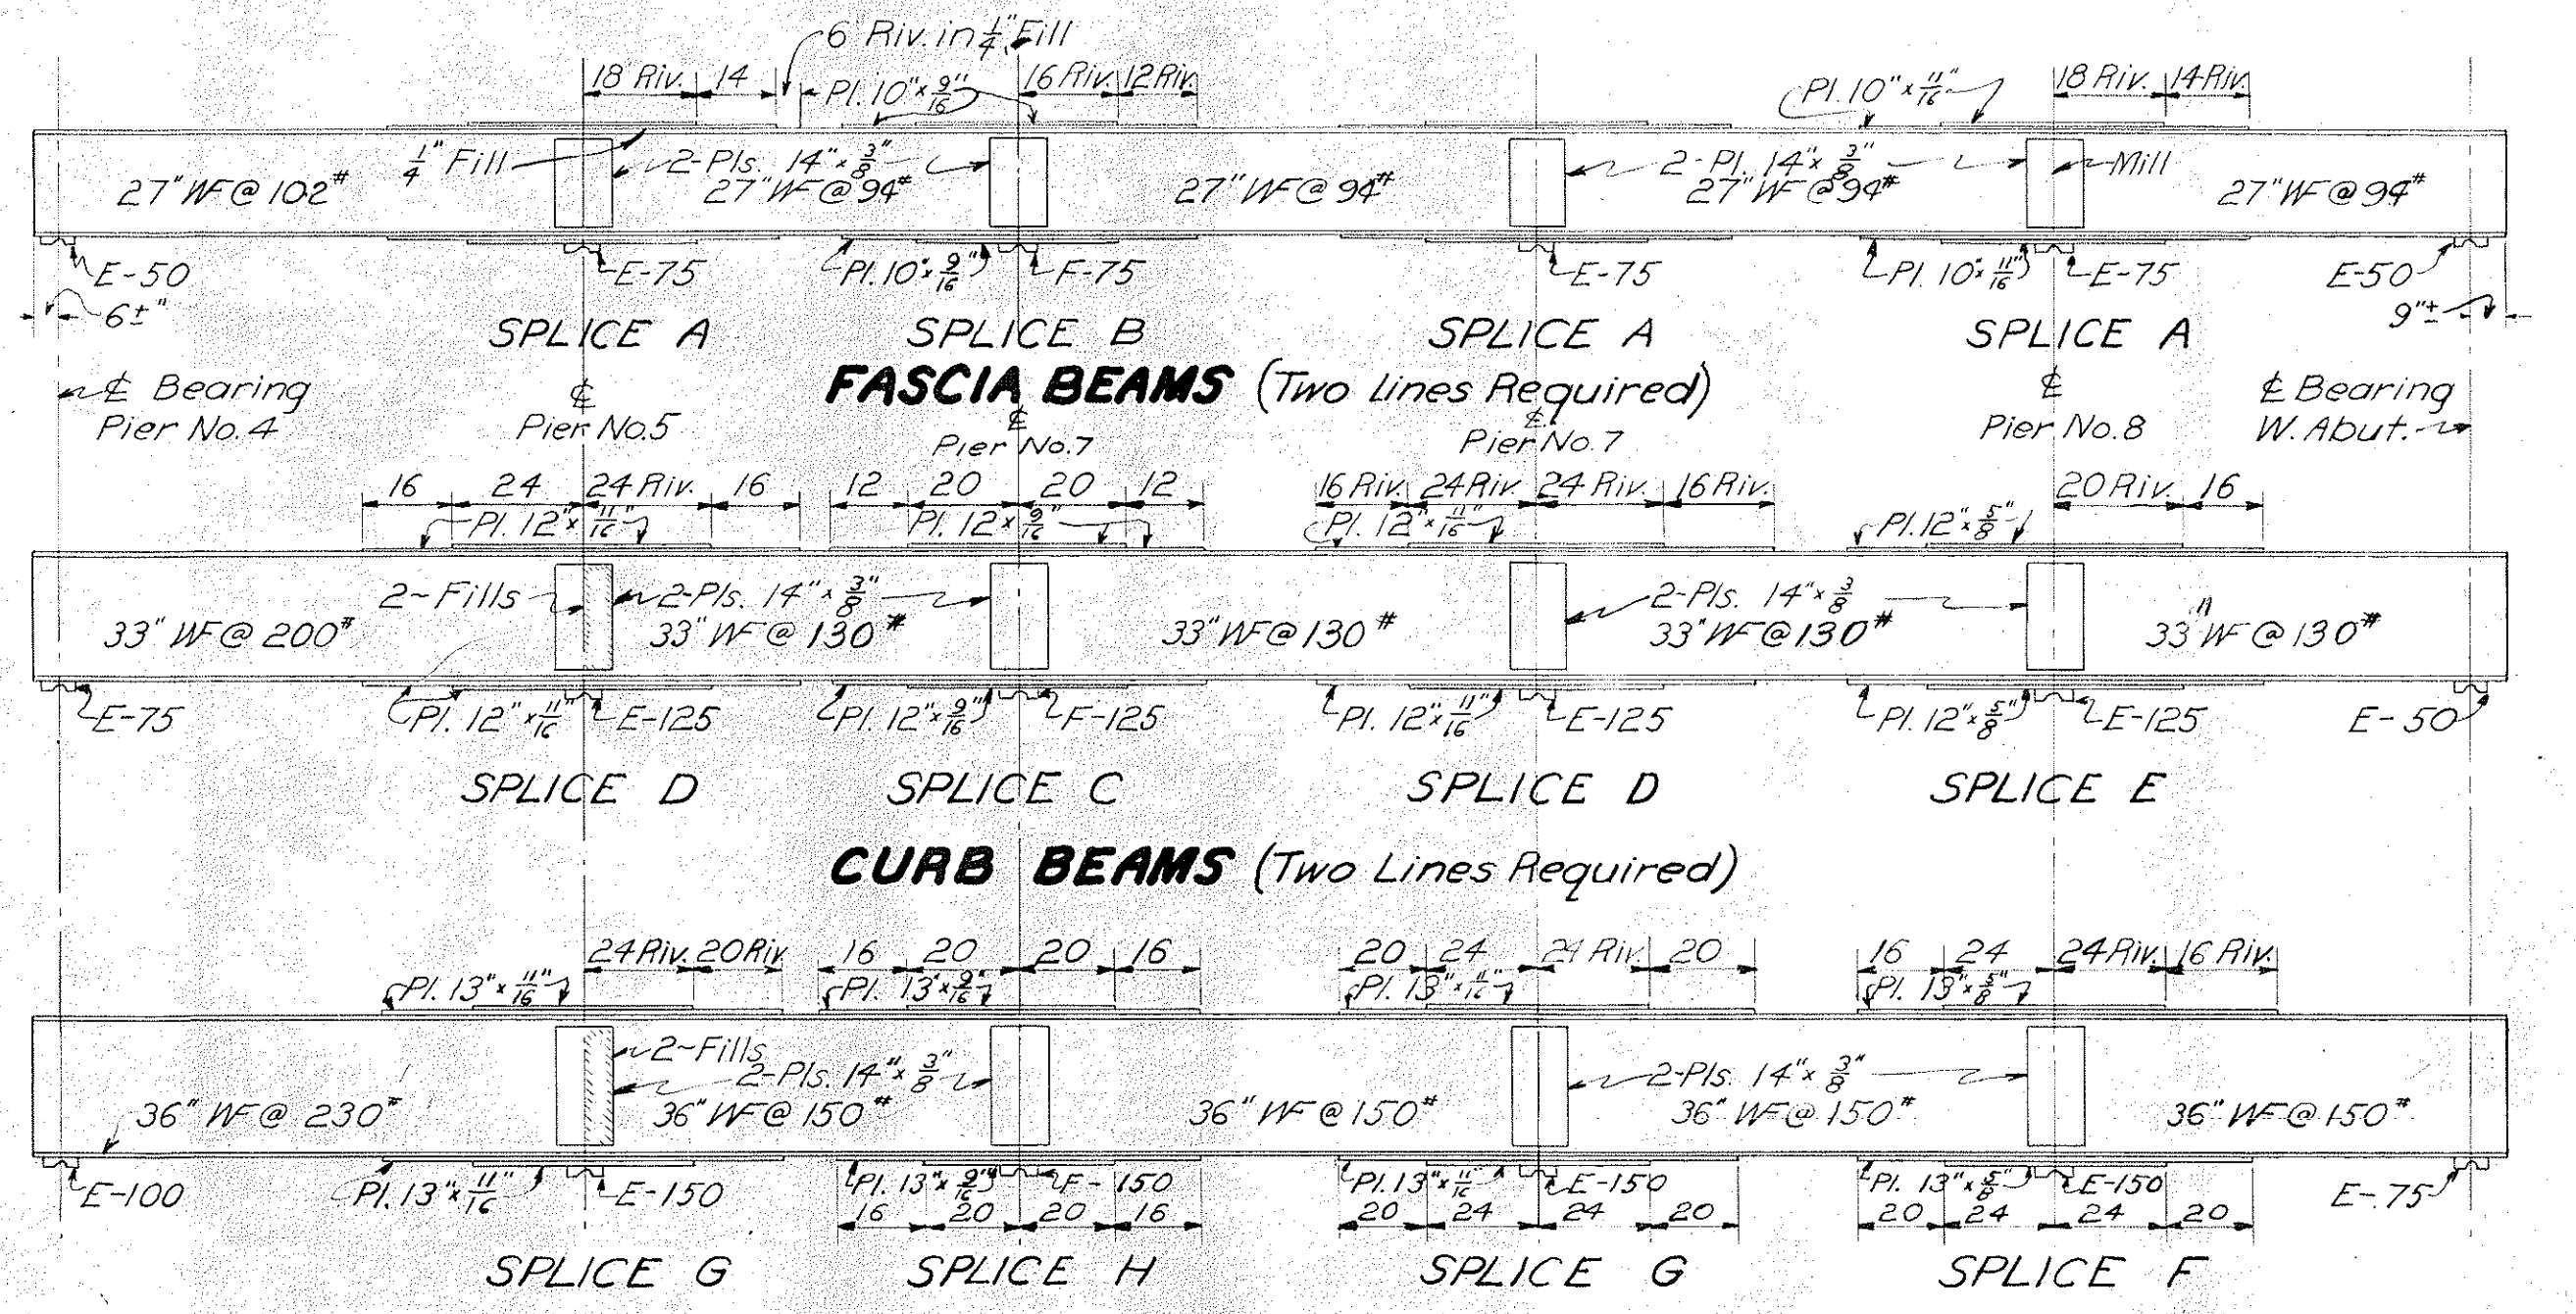 6 Riv. in 1/4" Fill
18 Riv. 14 Pl. 10" x 9/16" 16 Riv. 12 Riv. Pl. 10" x 11/16" 18 Riv. 14 Riv.
1/4" Fill 2-Pls. 14" x 3/8" 2-Pl. 14" x 3/8" Mill
27" WF @ 102# 27" WF @ 94# 27" WF @ 94# 27" WF @ 94# 27" WF @ 94#
E-50 E-75 Pl. 10" x 9/16" F-75 E-75 Pl. 10" x 11/16" E-75 E-50
6±" 9"±
SPLICE A SPLICE B SPLICE A SPLICE A
FASCIA BEAMS (Two Lines Required)
℄ Bearing ℄ ℄ ℄ ℄ ℄ Bearing
Pier No. 4 Pier No. 5 Pier No. 7 Pier No. 7 Pier No. 8 W. Abut.
16 24 24 Riv. 16 12 20 20 12 16 Riv. 24 Riv. 24 Riv. 16 Riv. 20 Riv. 16
Pl. 12" x 11/16" Pl. 12 x 9/16" Pl. 12" x 11/16" Pl. 12" x 5/8"
2-Fills 2-Pls. 14" x 3/8" 2-Pls. 14" x 3/8
33" WF @ 200# 33" WF @ 130# 33" WF @ 130# 33" WF @ 130# 33" WF @ 130#
E-75 Pl. 12" x 11/16" E-125 Pl. 12" x 9/16" F-125 Pl. 12" x 11/16" E-125 Pl. 12" x 5/8" E-125 E-50
SPLICE D SPLICE C SPLICE D SPLICE E
CURB BEAMS (Two Lines Required)
24 Riv. 20 Riv 16 20 20 16 20 24 24 Riv. 20 16 24 24 Riv. 16 Riv.
Pl. 13" x 11/16" Pl. 13" x 9/16" Pl. 13" x 11/16" Pl. 13" x 5/8"
2-Fills
2-Pls. 14" x 3/8" 2-Pls. 14" x 3/8"
36" WF @ 230# 36" WF @ 150# 36" WF @ 150# 36" WF @ 150# 36" WF @ 150#
E-100 Pl. 13" x 11/16" E-150 Pl. 13" x 9/16" F-150 Pl. 13" x 11/16" E-150 Pl. 13" x 5/8" E-150 E-75
16 20 20 16 20 24 24 20 20 24 24 20
SPLICE G SPLICE H SPLICE G SPLICE F